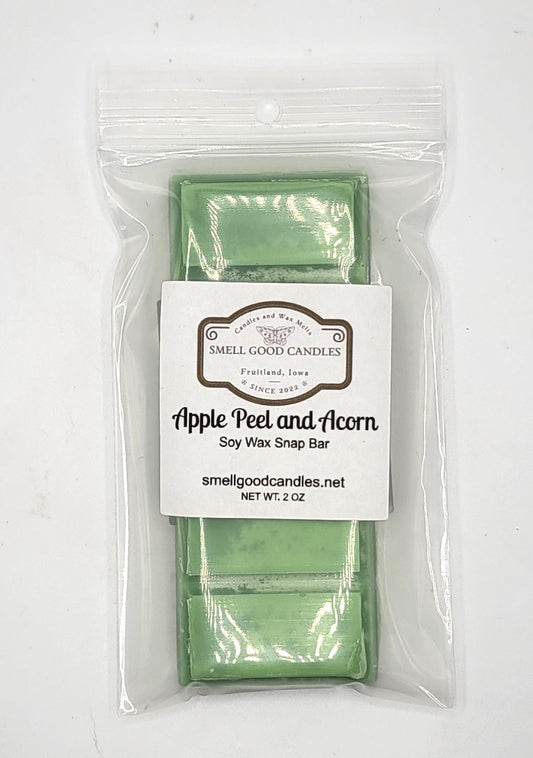 Candles and Wax Melts
SMELL GOOD CANDLES
Fruitland, Iowa
SINCE 2022
Apple Peel and Acorn
Soy Wax Snap Bar
smellgoodcandles.net
NET WT. 2 OZ